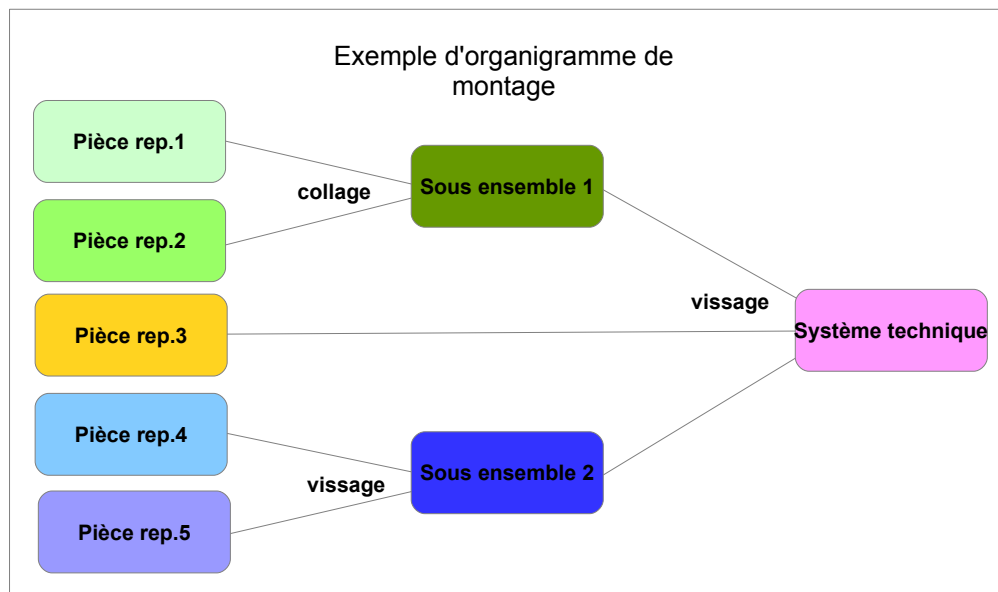 Exemple d'organigramme de
montage
Pièce rep.1
Pièce rep.2
Pièce rep.3
Pièce rep.4
Pièce rep.5
collage
vissage
Sous ensemble 1
Sous ensemble 2
vissage
Système technique